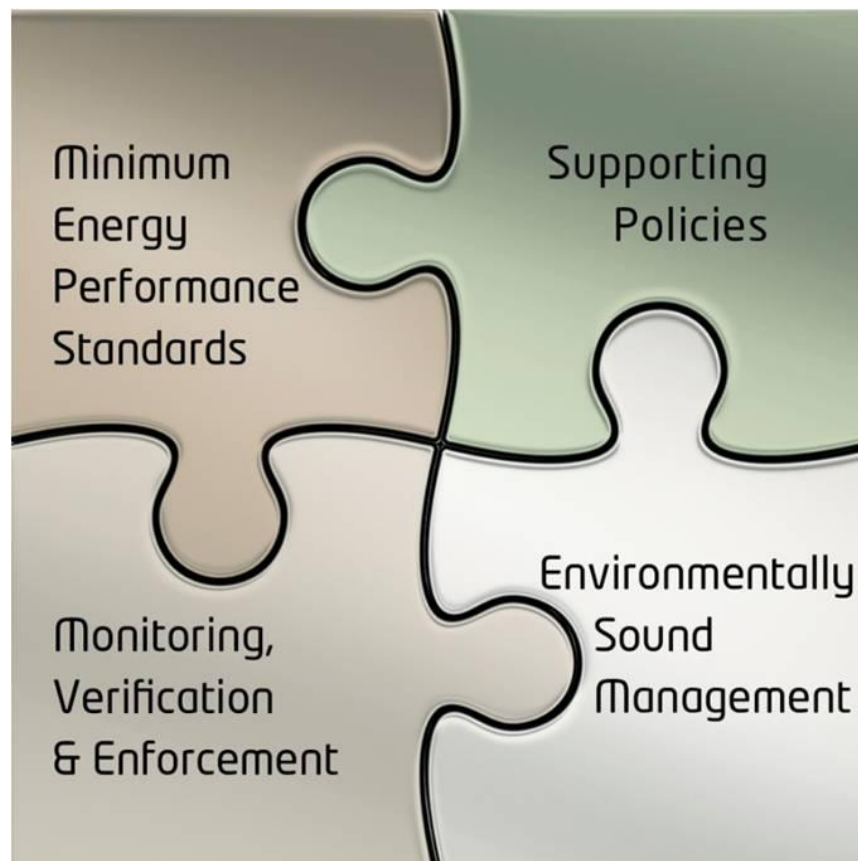 Minimum
Energy
Performance
Standards
Supporting
Policies
Monitoring,
Verification
& Enforcement
Environmentally
Sound
Management